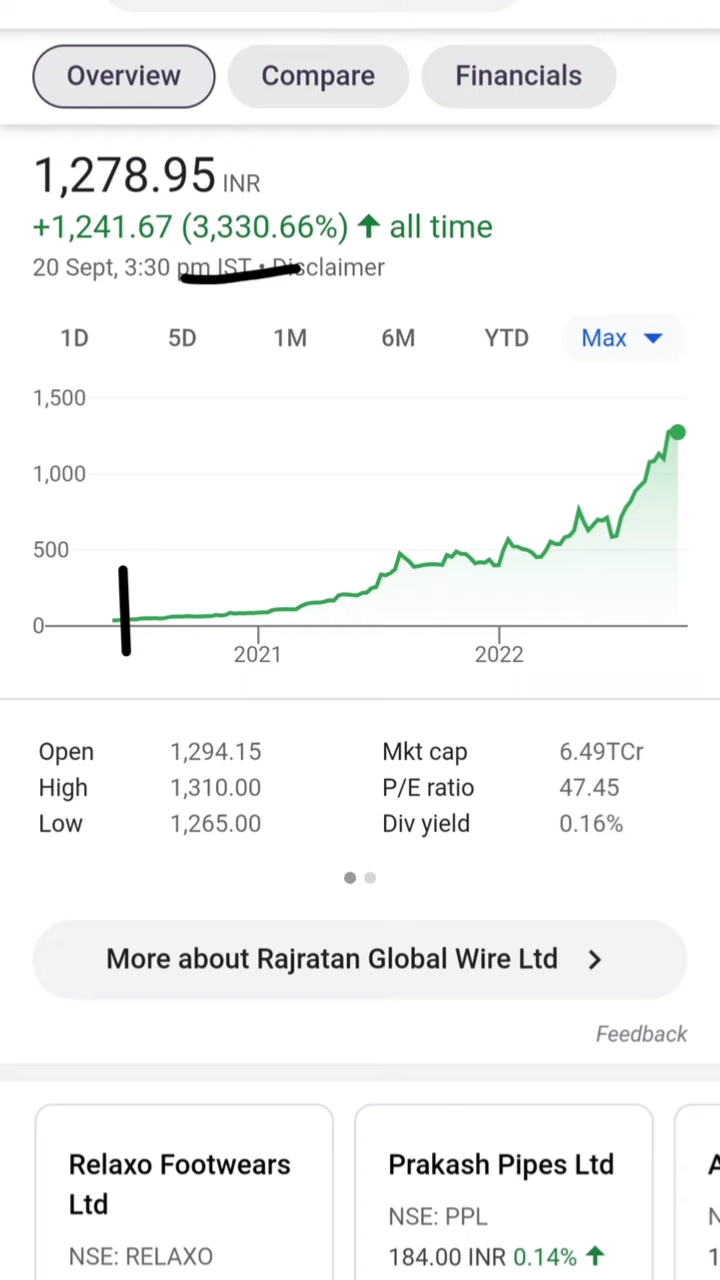 Overview Compare Financials
1,278.95 INR
+1,241.67 (3,330.66%) ↑ all time
20 Sept, 3:30 pm IST • Disclaimer
1D 5D 1M 6M YTD Max
1,500
1,000
500
0
2021 2022
Open 1,294.15 Mkt cap 6.49TCr
High 1,310.00 P/E ratio 47.45
Low 1,265.00 Div yield 0.16%
More about Rajratan Global Wire Ltd >
Feedback
Relaxo Footwears
Ltd
NSE: RELAXO
Prakash Pipes Ltd
NSE: PPL
184.00 INR 0.14% ↑